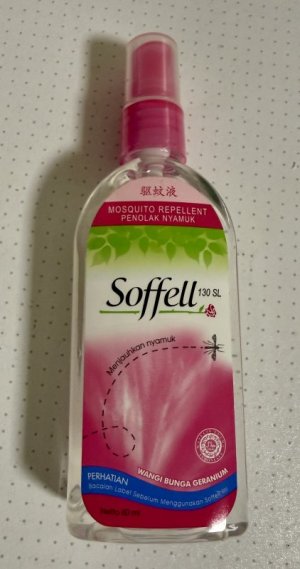 驅蚊液
MOSQUITO REPELLENT
PENOLAK NYAMUK
Soffell 130 SL
Menjauhkan nyamuk
WANGI BUNGA GERANIUM
PERHATIAN
Bacalah Label Sebelum Menggunakan Soffell